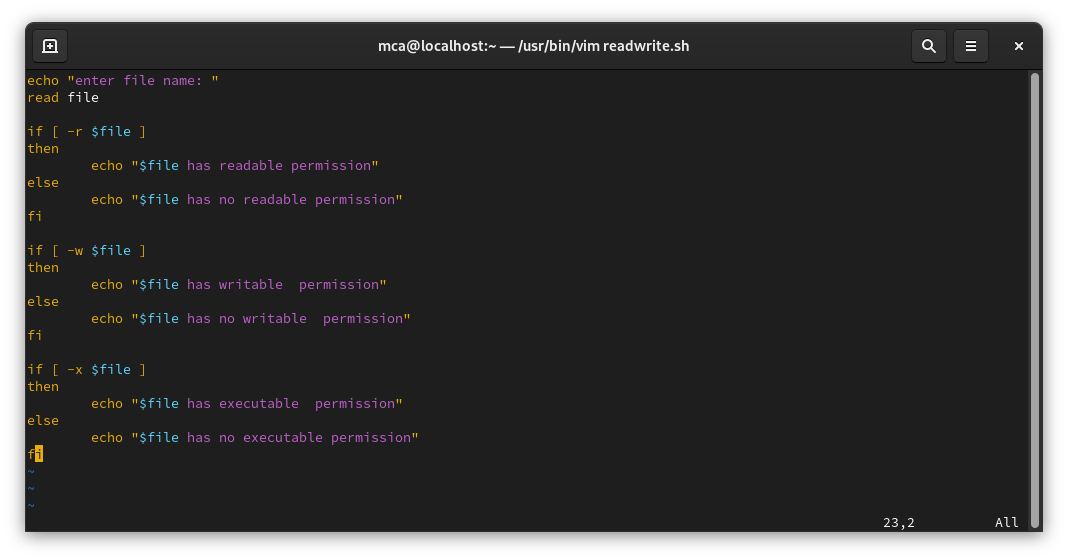 mca@localhost:~ — /usr/bin/vim readwrite.sh
echo "enter file name: "
read file

if [ -r $file ]
then
        echo "$file has readable permission"
else
        echo "$file has no readable permission"
fi

if [ -w $file ]
then
        echo "$file has writable  permission"
else
        echo "$file has no writable  permission"
fi

if [ -x $file ]
then
        echo "$file has executable  permission"
else
        echo "$file has no executable permission"
fi
~
~
~
23,2          All